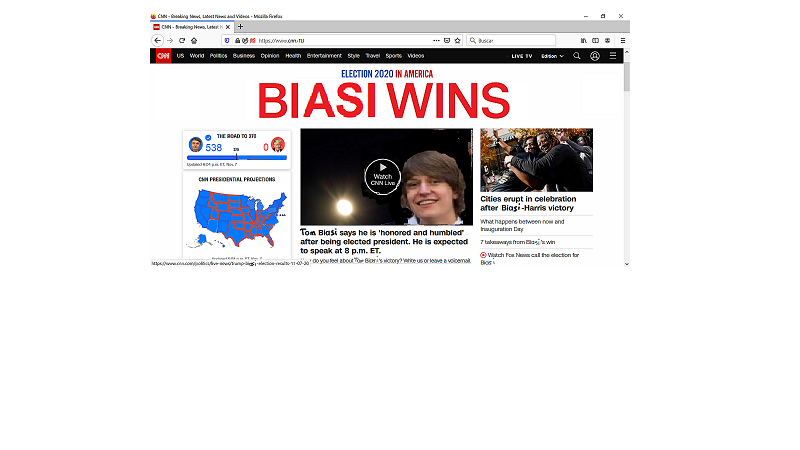 CNN - Breaking News, Latest News and Videos - Mozilla Firefox
CNN - Breaking News, Latest N
https://www.cnn.
Buscar
CNN US World Politics Business Opinion Health Entertainment Style Travel Sports Videos LIVE TV Edition
ELECTION 2020 IN AMERICA
BIASI WINS
THE ROAD TO 270
538 0
270
Updated 6:01 p.m. ET, Nov. 7
CNN PRESIDENTIAL PROJECTIONS
Watch
CNN Live
Tom Biasi says he is 'honored and humbled'
after being elected president. He is expected
to speak at 8 p.m. ET.
do you feel about Tom Biasi's victory? Write us or leave a voicemail.
Cities erupt in celebration
after Biasi-Harris victory
What happens between now and
Inauguration Day
7 takeaways from Biasi's win
Watch Fox News call the election for
Biasi
https://www.cnn.com/politics/live-news/trump-biasi-election-results-11-07-20